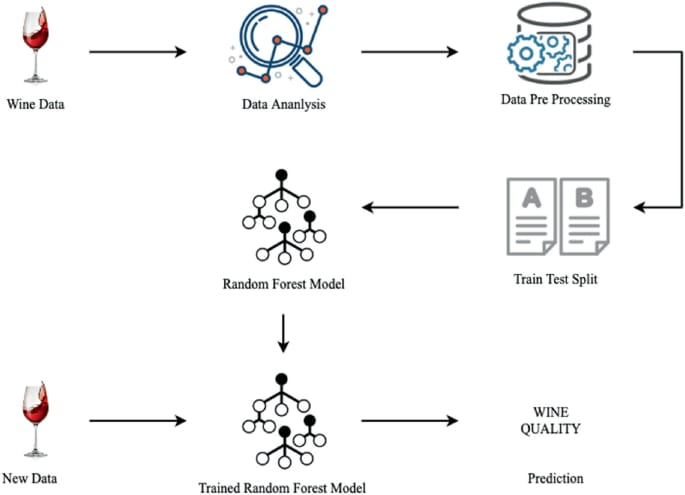 Wine Data
Data Ananlysis
Data Pre Processing
A B
Random Forest Model
Train Test Split
WINE
QUALITY
New Data
Trained Random Forest Model
Prediction